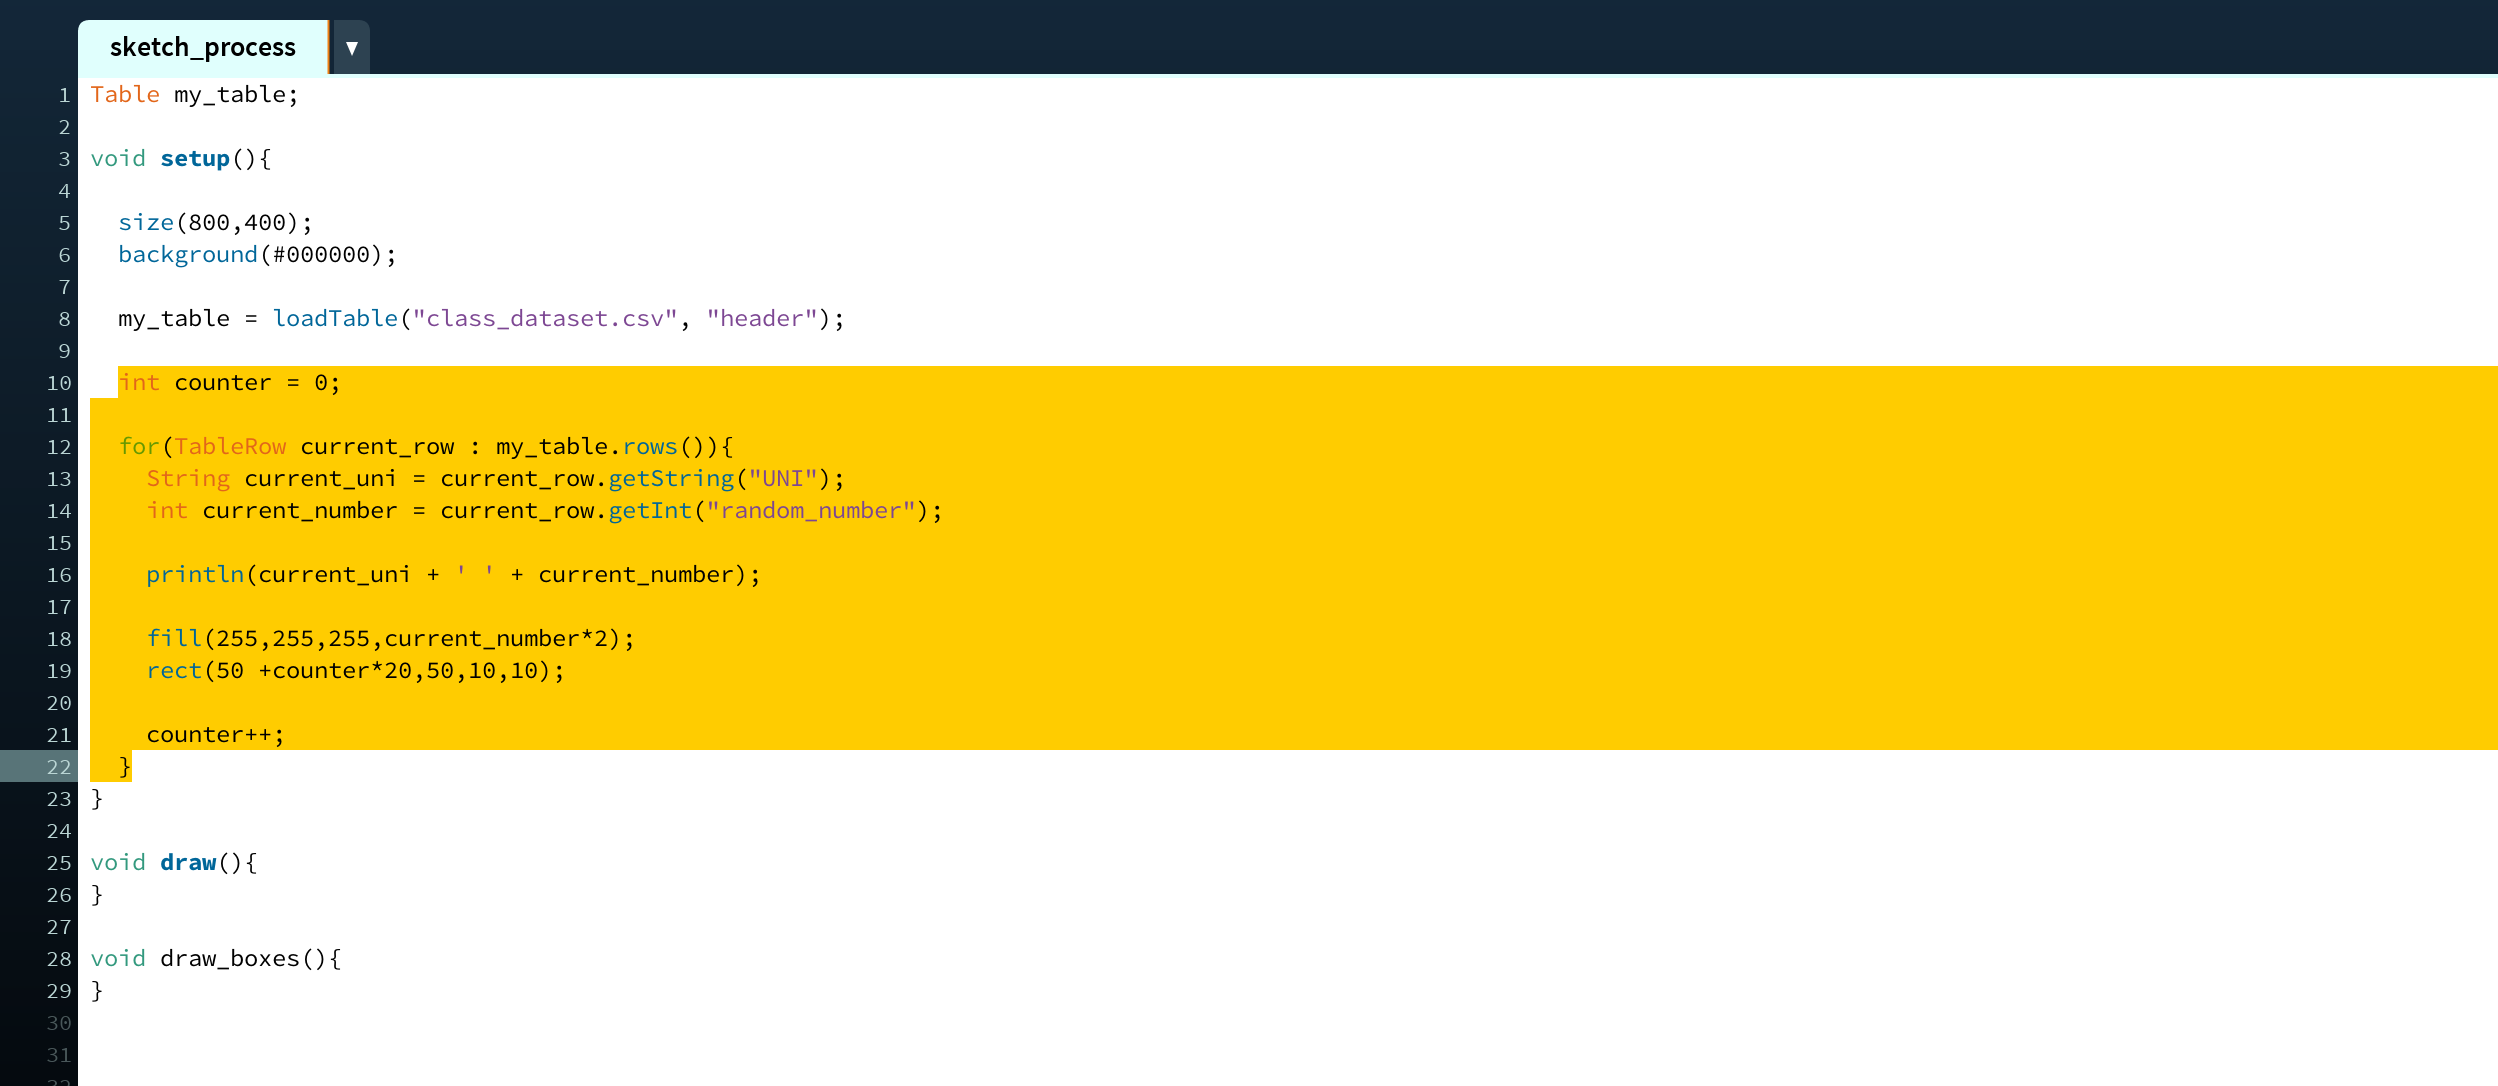 sketch_process ▼
1 Table my_table;
2
3 void setup(){
4
5 size(800,400);
6 background(#000000);
7
8 my_table = loadTable("class_dataset.csv", "header");
9
10 int counter = 0;
11
12 for(TableRow current_row : my_table.rows()){
13 String current_uni = current_row.getString("UNI");
14 int current_number = current_row.getInt("random_number");
15
16 println(current_uni + ' ' + current_number);
17
18 fill(255,255,255,current_number*2);
19 rect(50 +counter*20,50,10,10);
20
21 counter++;
22 }
23 }
24
25 void draw(){
26 }
27
28 void draw_boxes(){
29 }
30
31